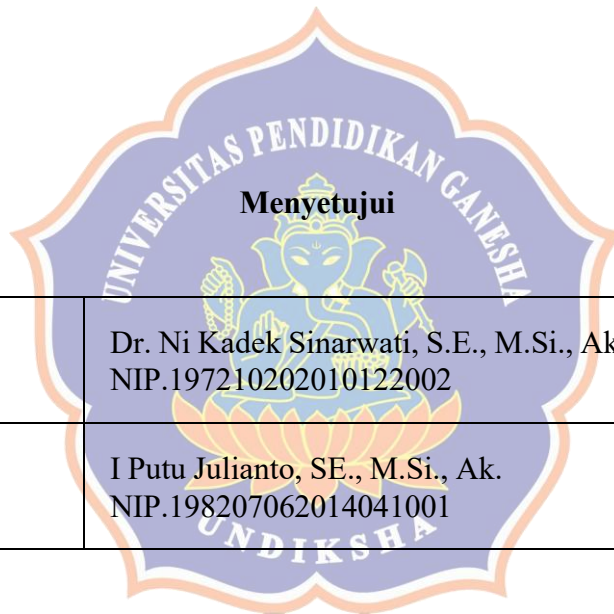 UNIVERSITAS PENDIDIKAN GANESHA
Menyetujui
Dr. Ni Kadek Sinarwati, S.E., M.Si., Ak
NIP.197210202010122002
I Putu Julianto, SE., M.Si., Ak.
NIP.198207062014041001
UNDIKSHA